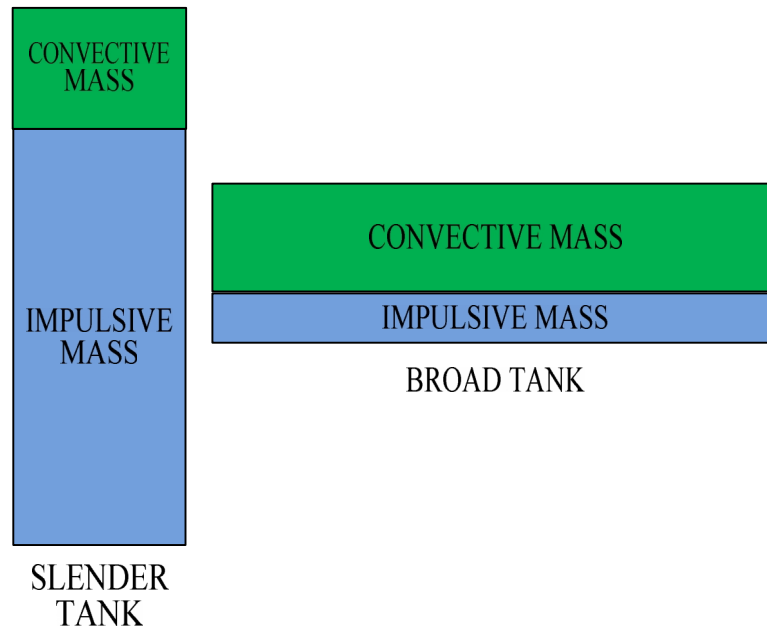 CONVECTIVE
MASS
IMPULSIVE
MASS
SLENDER
TANK
CONVECTIVE MASS
IMPULSIVE MASS
BROAD TANK